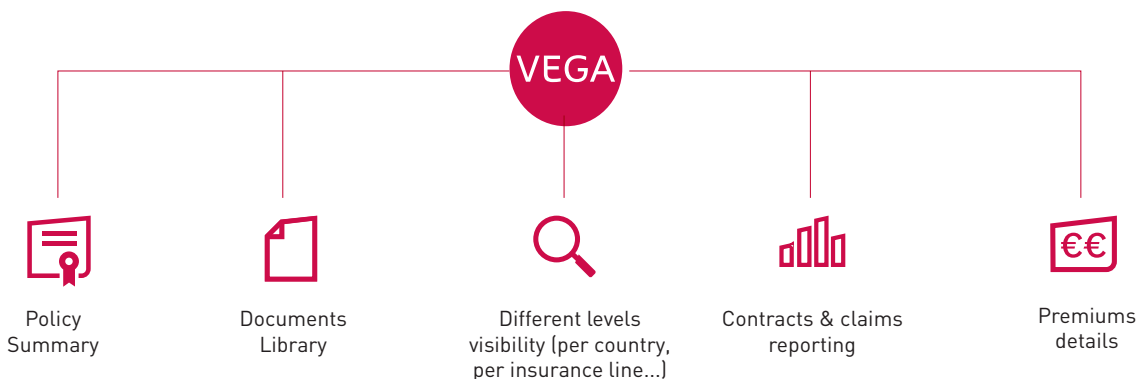 VEGA
Policy
Summary
Documents
Library
Different levels
visibility (per country,
per insurance line...)
Contracts & claims
reporting
€€
Premiums
details